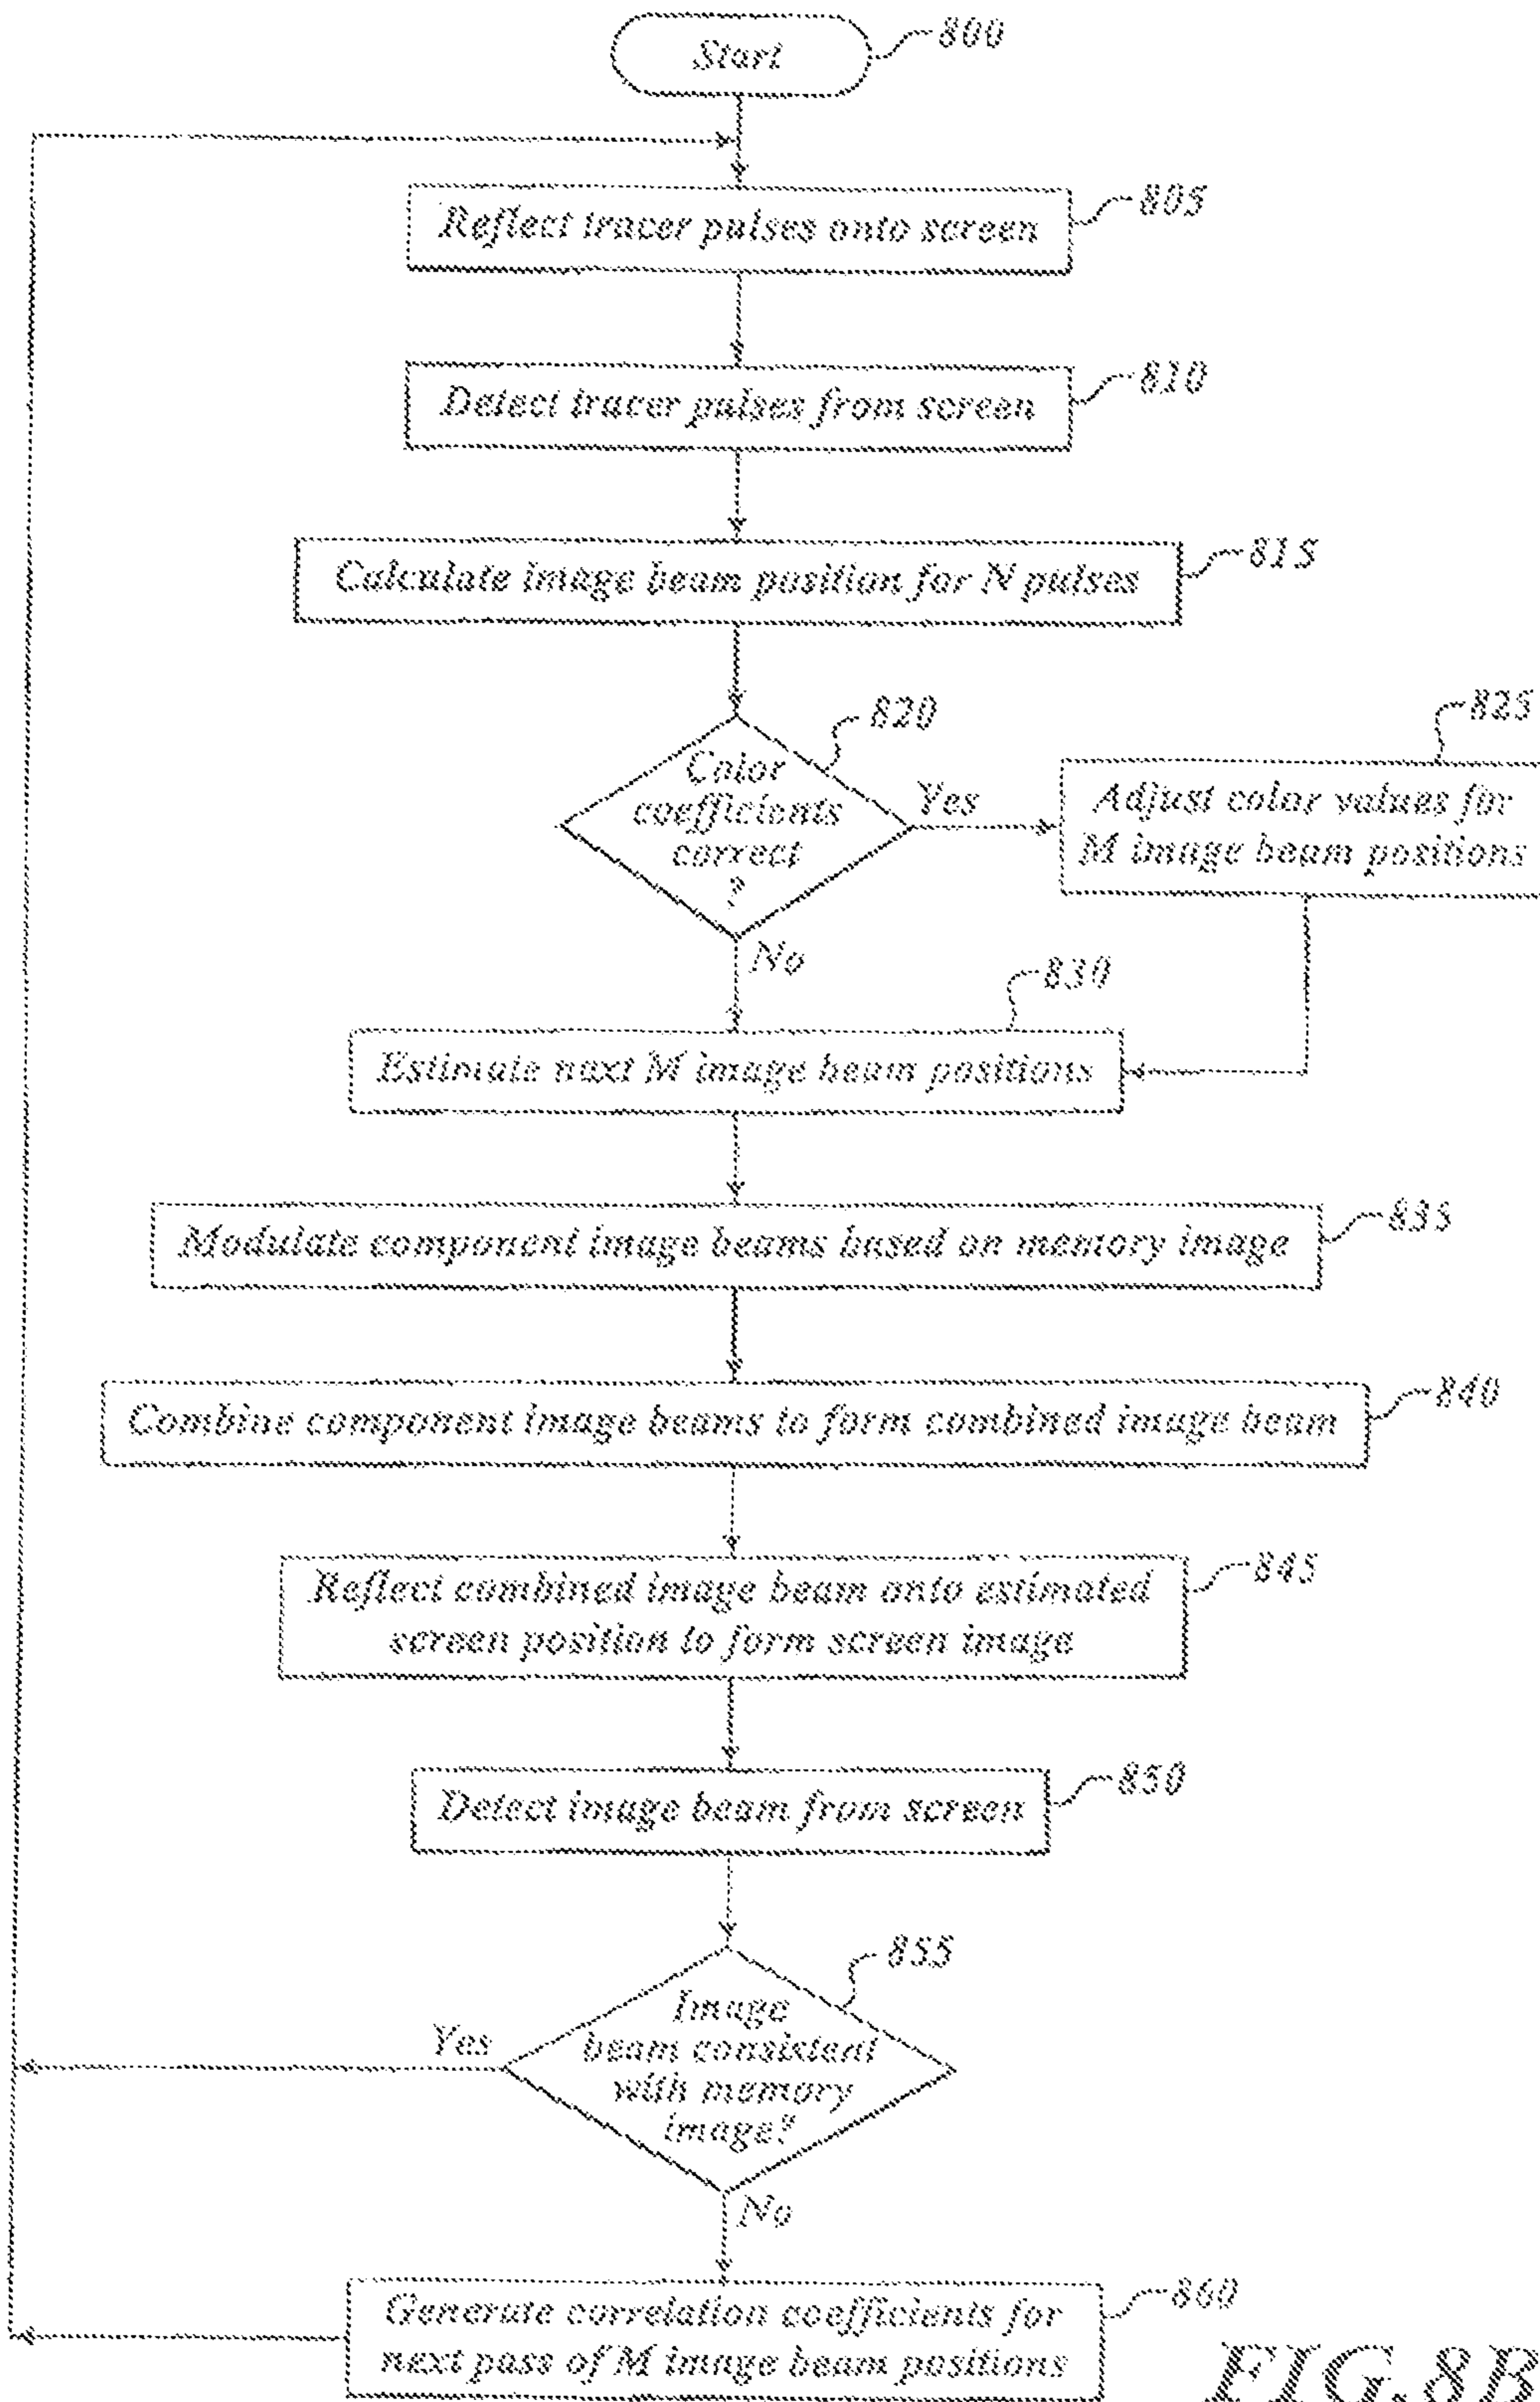 Start
800
Reflect tracer pulses onto screen
805
Detect tracer pulses from screen
810
Calculate image beam position for N pulses
815
820
Color
coefficients
correct
?
Yes
825
Adjust color values for
M image beam positions
No
830
Estimate next M image beam positions
Modulate component image beams based on memory image
835
Combine component image beams to form combined image beam
840
Reflect combined image beam onto estimated
screen position to form screen image
845
Detect image beam from screen
850
855
Image
beam consistent
with memory
image?
Yes
No
Generate correlation coefficients for
next pass of M image beam positions
860
FIG.8B